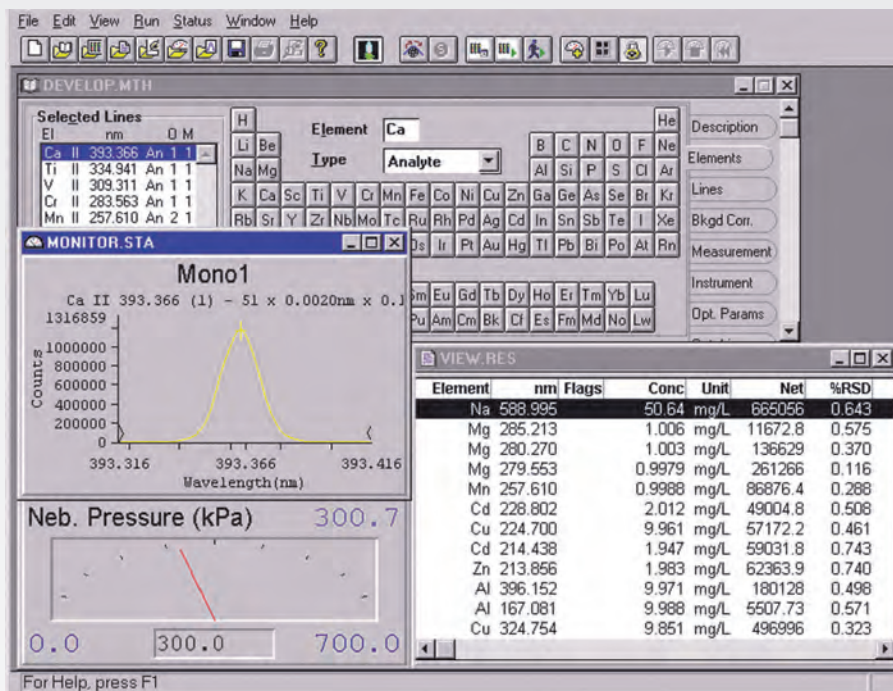 File Edit View Run Status Window Help
DEVELOP.MTH
Selected Lines
El nm O M
Ca II 393.366 An 1 1
Ti II 334.941 An 1 1
V II 309.311 An 1 1
Cr II 283.563 An 1 1
Mn II 257.610 An 2 1
Element Ca
Type Analyte
H He
Li Be B C N O F Ne
Na Mg Al Si P S Cl Ar
K Ca Sc Ti V Cr Mn Fe Co Ni Cu Zn Ga Ge As Se Br Kr
Rb Sr Y Zr Nb Mo Tc Ru Rh Pd Ag Cd In Sn Sb Te I Xe
Os Ir Pt Au Hg Tl Pb Bi Po At Rn
Sm Eu Gd Tb Dy Ho Er Tm Yb Lu
Pu Am Cm Bk Cf Es Fm Md No Lw
Description
Elements
Lines
Bkgd Corr.
Measurement
Instrument
Opt. Params
MONITOR.STA
Mono1
Ca II 393.366 (1) - 51 x 0.0020nm x 0.1
1316859
1000000
800000
600000
400000
200000
0
Counts
393.316 393.366 393.416
Wavelength(nm)
Neb. Pressure (kPa) 300.7
0.0 300.0 700.0
VIEW.RES
Element nm Flags Conc Unit Net %RSD
Na 588.995 50.64 mg/L 665056 0.643
Mg 285.213 1.006 mg/L 11672.8 0.575
Mg 280.270 1.003 mg/L 136629 0.370
Mg 279.553 0.9979 mg/L 261266 0.116
Mn 257.610 0.9988 mg/L 86876.4 0.288
Cd 228.802 2.012 mg/L 49004.8 0.508
Cu 224.700 9.961 mg/L 57172.2 0.461
Cd 214.438 1.947 mg/L 59031.8 0.743
Zn 213.856 1.983 mg/L 62363.9 0.740
Al 396.152 9.971 mg/L 180128 0.498
Al 167.081 9.988 mg/L 5507.73 0.571
Cu 324.754 9.851 mg/L 496996 0.323
For Help, press F1